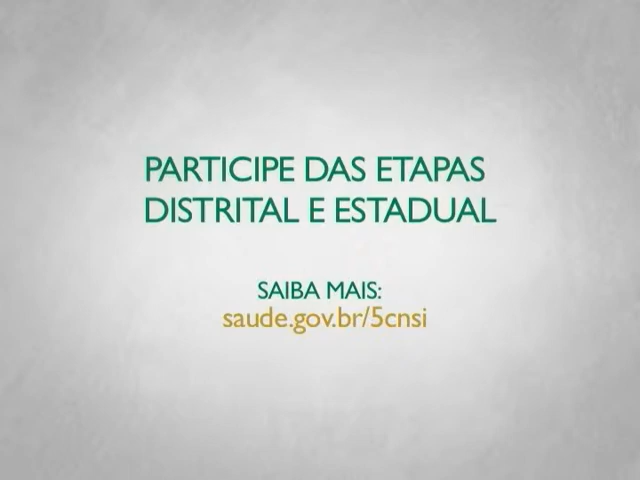 PARTICIPE DAS ETAPAS
DISTRITAL E ESTADUAL
SAIBA MAIS:
saude.gov.br/5cnsi